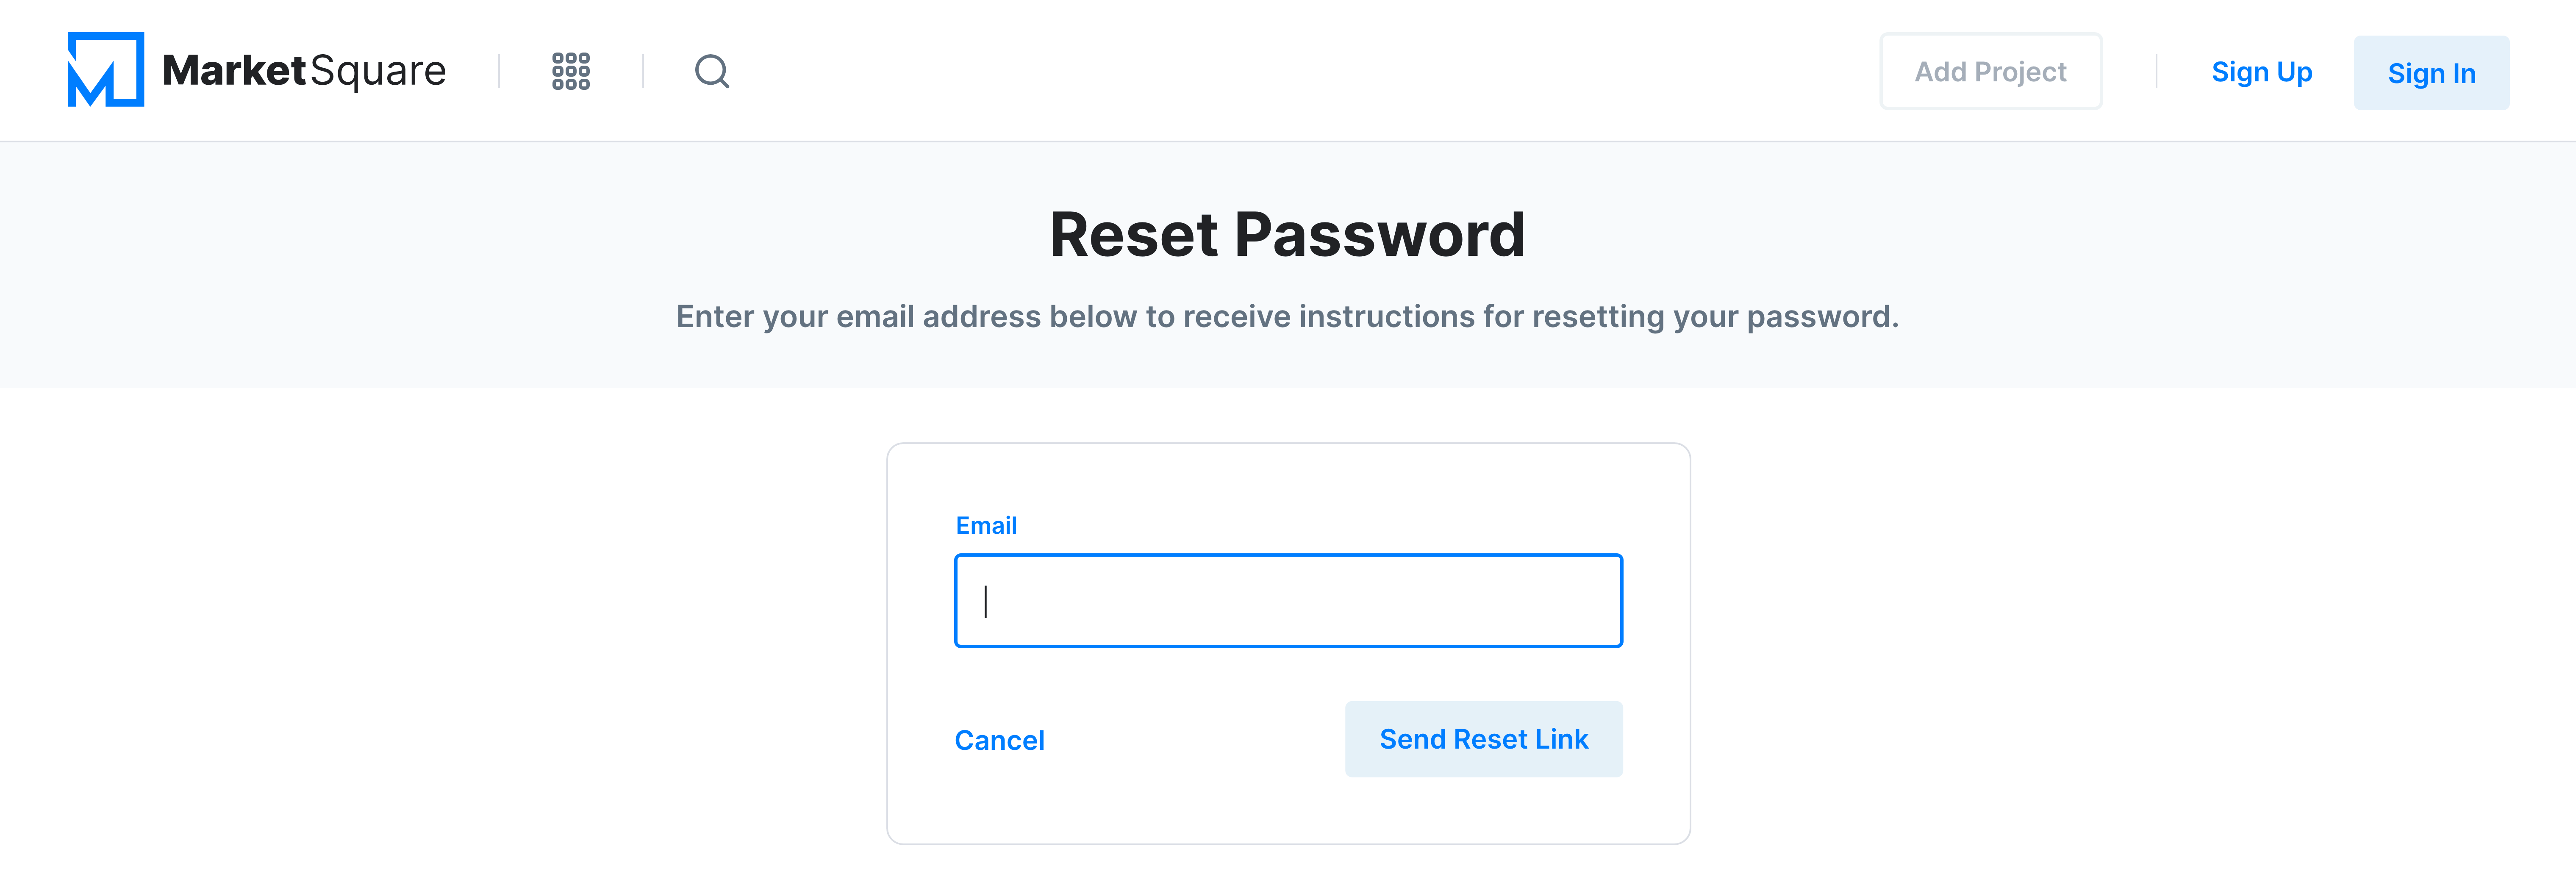 MarketSquare
Add Project
Sign Up
Sign In
Reset Password
Enter your email address below to receive instructions for resetting your password.
Email
Cancel
Send Reset Link